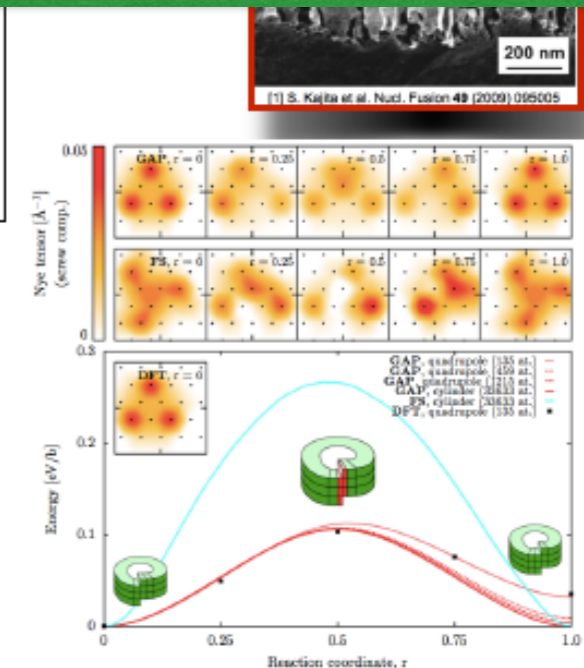 200 nm
[1] S. Kajita et al. Nucl. Fusion 49 (2009) 095005
0.05
GAP, r = 0
r = 0.25
r = 0.5
r = 0.75
r = 1.0
Nye tensor [Å⁻¹]
(screw comp.)
FS, r = 0
r = 0.25
r = 0.5
r = 0.75
r = 1.0
0
0.3
DFT, r = 0
GAP, quadrupole [135 at.]
GAP, quadrupole [459 at.]
GAP, quadrupole [1215 at.]
GAP, cylinder [33633 at.]
FS, cylinder [33633 at.]
DFT, quadrupole [135 at.]
0.2
Energy [eV/b]
0.1
0
0
0.25
0.5
0.75
1.0
Reaction coordinate, r